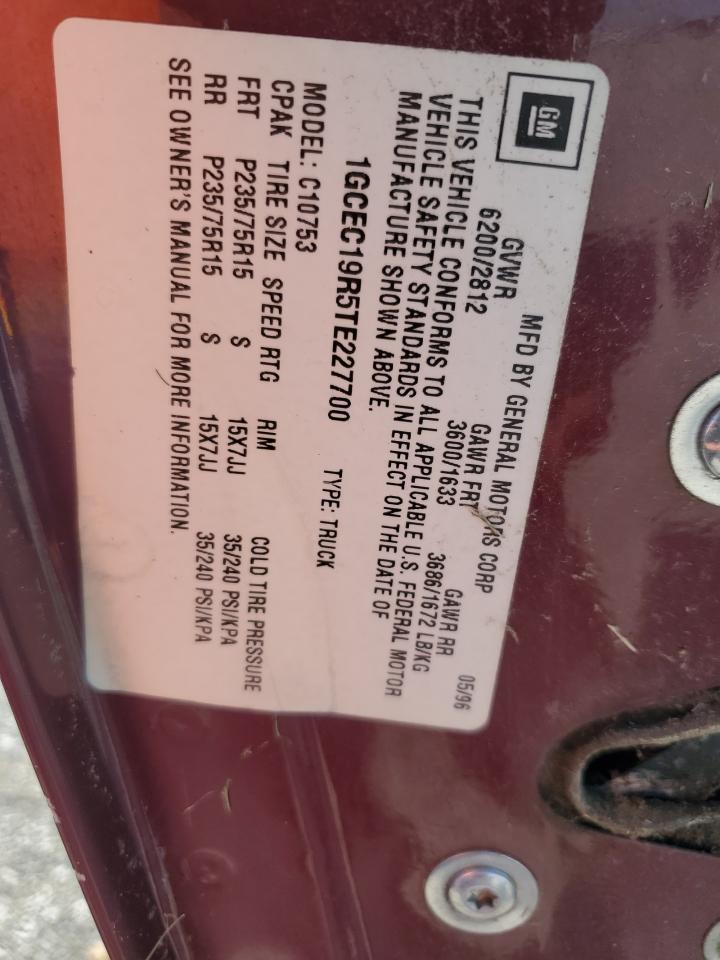 GM
MFD BY GENERAL MOTORS CORP 05/96
GVWR GAWR FRT GAWR RR
6200/2812 3600/1633 3686/1672 LB/KG
THIS VEHICLE CONFORMS TO ALL APPLICABLE U.S. FEDERAL MOTOR
VEHICLE SAFETY STANDARDS IN EFFECT ON THE DATE OF
MANUFACTURE SHOWN ABOVE.
1GCEC19R5TE227700 TYPE: TRUCK
MODEL: C10753
CPAK TIRE SIZE SPEED RTG RIM COLD TIRE PRESSURE
FRT P235/75R15 S 15X7JJ 35/240 PSI/KPA
RR P235/75R15 S 15X7JJ 35/240 PSI/KPA
SEE OWNER'S MANUAL FOR MORE INFORMATION.